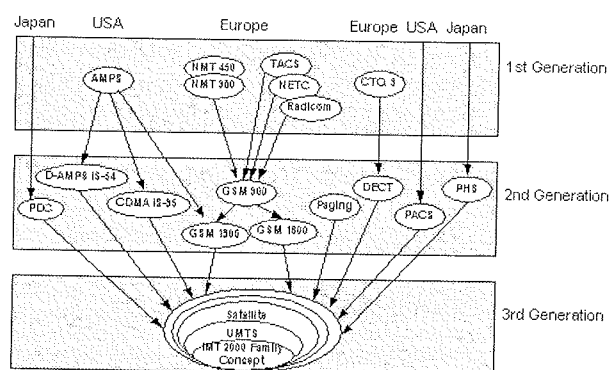 Japan USA Europe Europe USA Japan
1st Generation
AMPS
NMT 450
NMT 900
TACS
NETC
Radicom
CTO, 3
2nd Generation
D-AMPS IS-54
PDC
CDMA IS-95
GSM 900
GSM 1900
GSM 1800
Paging
DECT
PACS
PHS
3rd Generation
Satellite
UMTS
IMT 2000 Family
Concept